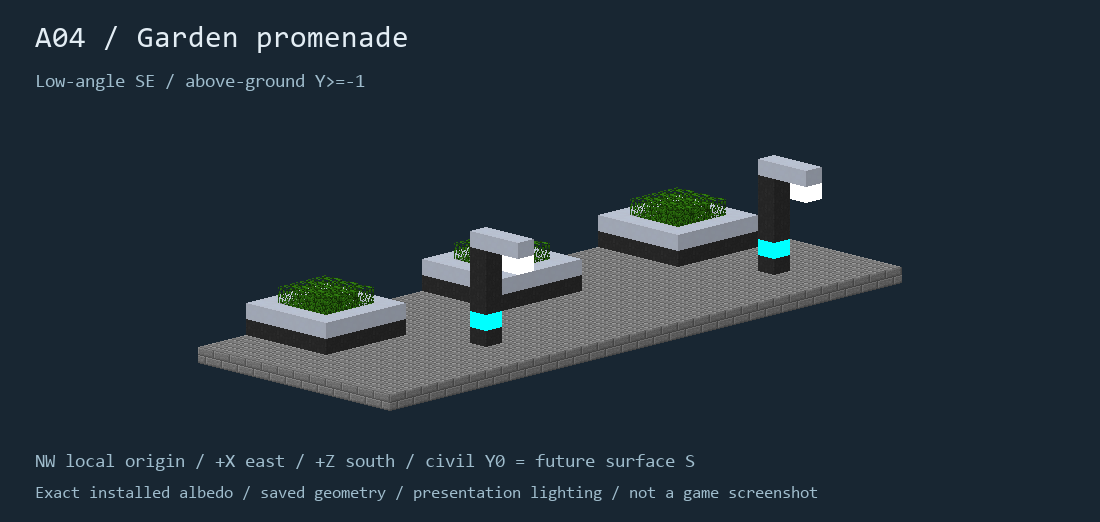 A04 / Garden promenade
Low-angle SE / above-ground Y>=-1
NW local origin / +X east / +Z south / civil Y0 = future surface S
Exact installed albedo / saved geometry / presentation lighting / not a game screenshot